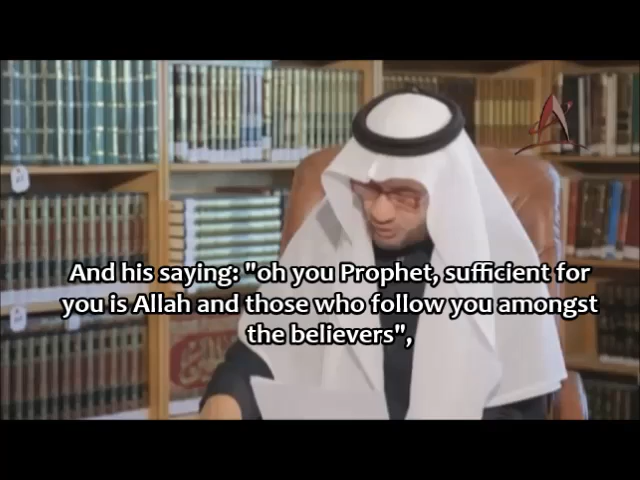 And his saying: "oh you Prophet, sufficient for
you is Allah and those who follow you amongst
the believers",